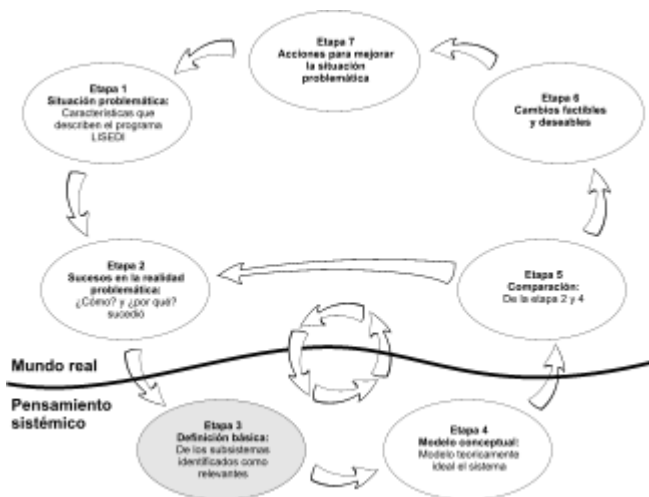 Etapa 7
Acciones para mejorar
la situación
problemática
Etapa 1
Situación problemática:
Características que
describen el programa
LISEDI
Etapa 6
Cambios factibles
y deseables
Etapa 2
Sucesos en la realidad
problemática:
¿Cómo? y ¿por qué?
sucedió
Etapa 5
Comparación:
De la etapa 2 y 4
Mundo real
Pensamiento
sistémico
Etapa 3
Definición básica:
De los subsistemas
identificados como
relevantes
Etapa 4
Modelo conceptual:
Modelo teoricamente
ideal el sistema